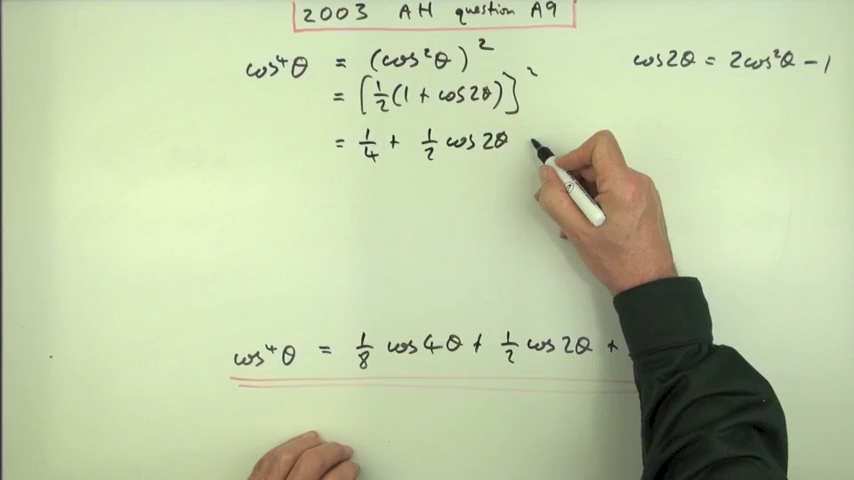 2003 AH question A9
cos⁴θ = (cos²θ)² cos2θ = 2cos²θ - 1
= [½(1 + cos2θ)]²
= ¼ + ½ cos2θ
cos⁴θ = ⅛ cos4θ + ½ cos2θ +